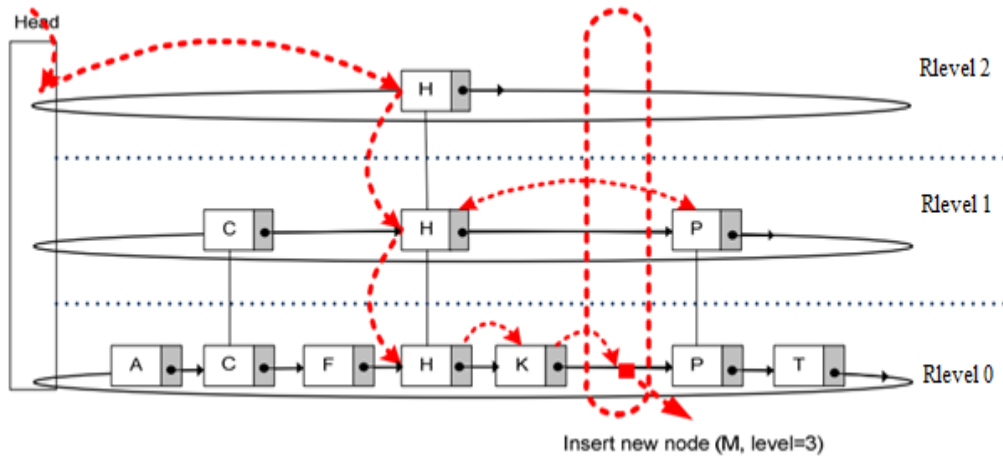 Head
H
Rlevel 2
C H P
Rlevel 1
A C F H K P T
Rlevel 0
Insert new node (M, level=3)